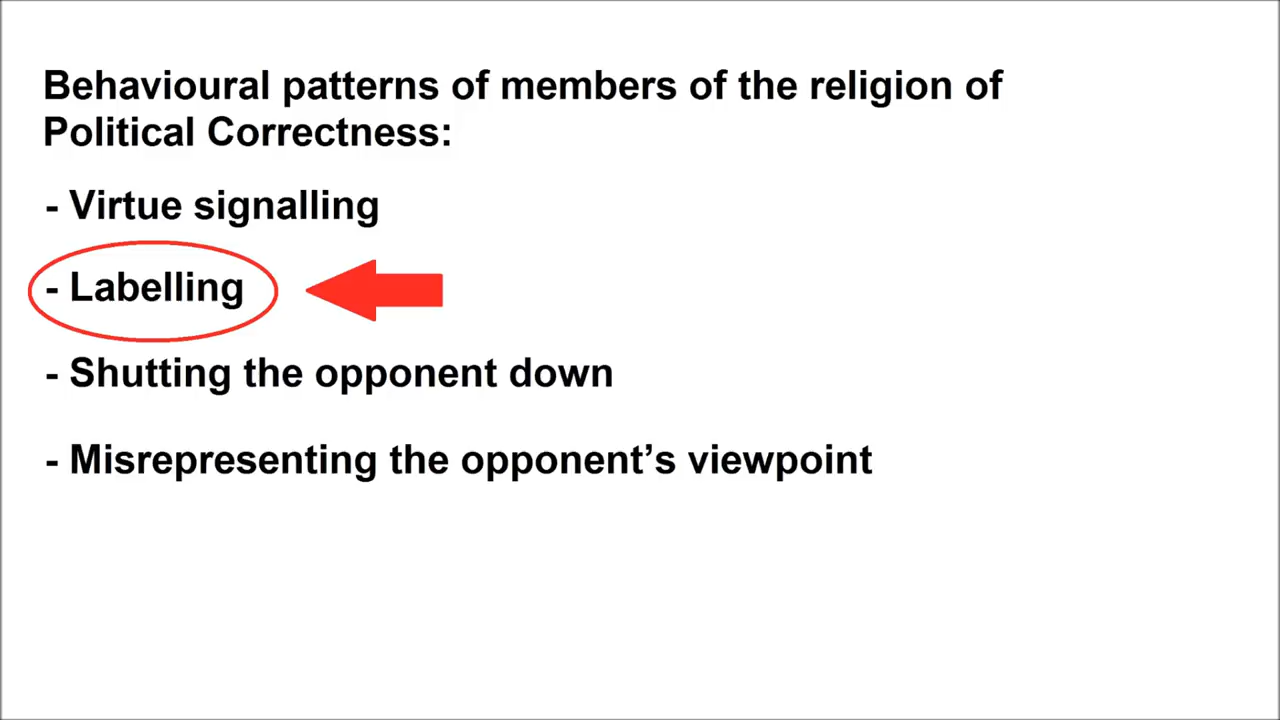 Behavioural patterns of members of the religion of
Political Correctness:
- Virtue signalling
- Labelling
- Shutting the opponent down
- Misrepresenting the opponent’s viewpoint